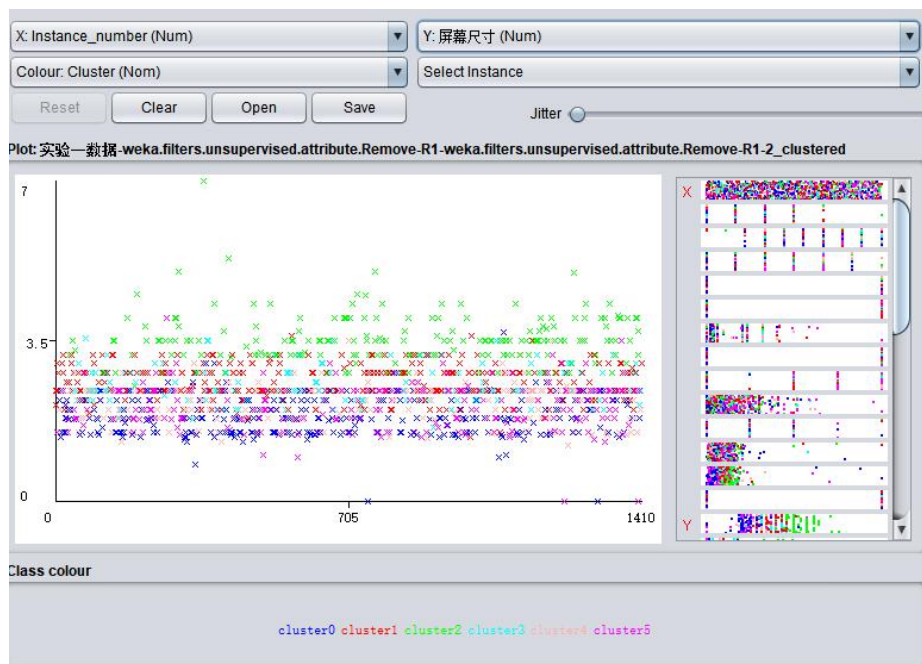 X: Instance_number (Num) Y: 屏幕尺寸 (Num)
Colour: Cluster (Nom) Select Instance
Reset Clear Open Save Jitter
Plot: 实验一数据-weka.filters.unsupervised.attribute.Remove-R1-weka.filters.unsupervised.attribute.Remove-R1-2_clustered
7
3.5
0
0 705 1410
X
Y
Class colour
cluster0 cluster1 cluster2 cluster3 cluster4 cluster5